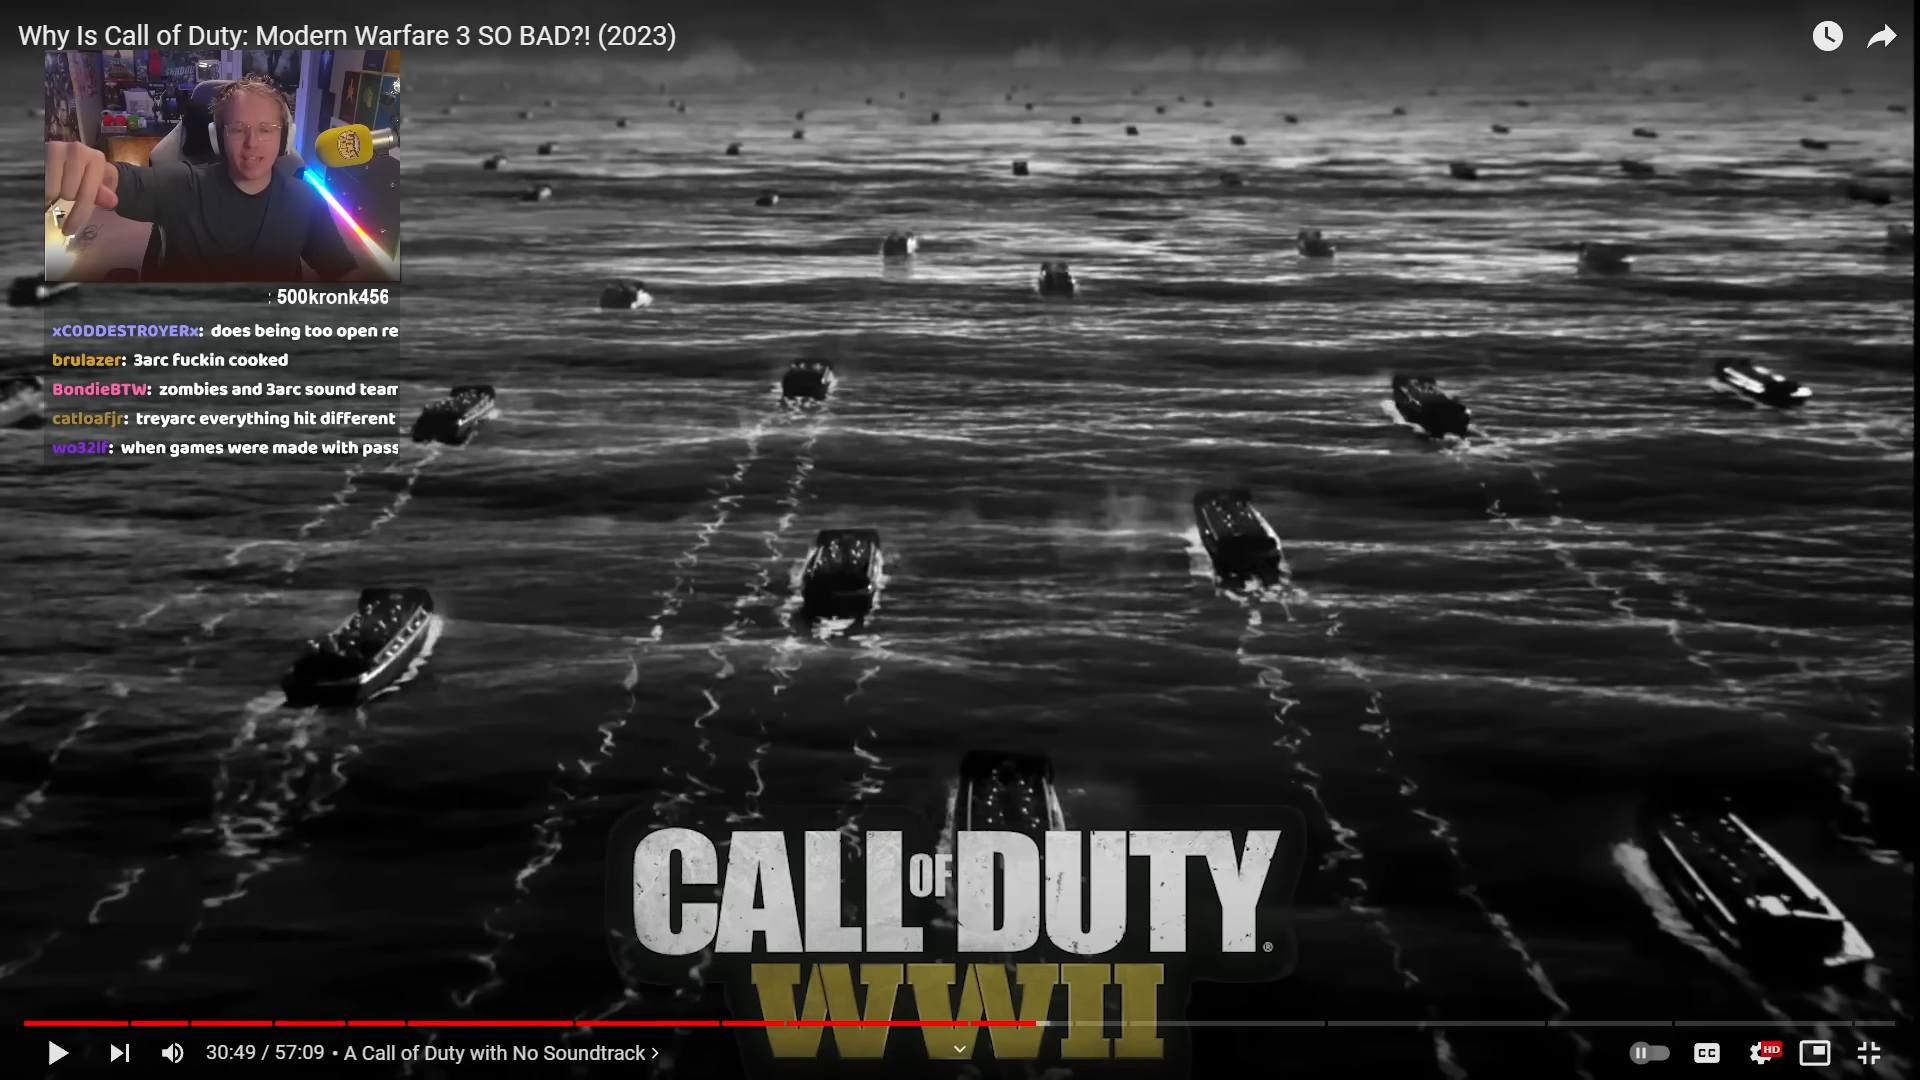 Why Is Call of Duty: Modern Warfare 3 SO BAD?! (2023)
: 500kronk456
xC0DDESTR0YERx: does being too open re
brulazer: 3arc fuckin cooked
BondieBTW: zombies and 3arc sound team
catloafjr: treyarc everything hit different
wo32lf: when games were made with pass
CALL OF DUTY®
WWII
30:49 / 57:09 • A Call of Duty with No Soundtrack >
CC
HD